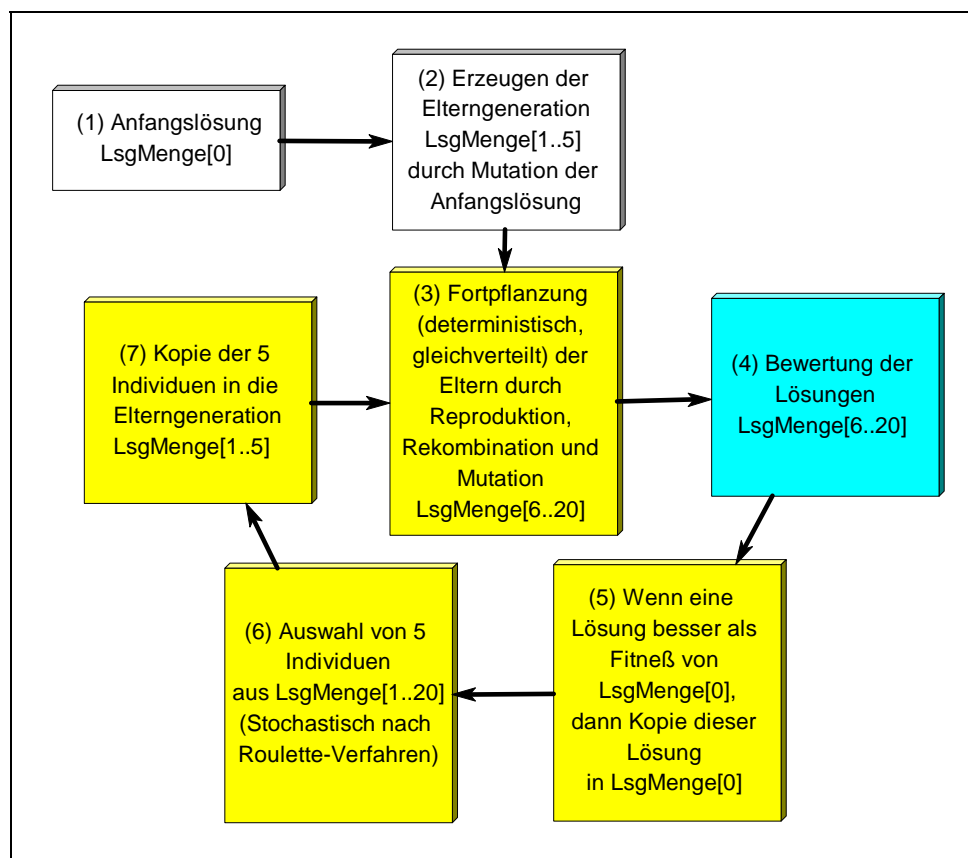 (1) Anfangslösung
LsgMenge[0]
(2) Erzeugen der
Elterngeneration
LsgMenge[1..5]
durch Mutation der
Anfangslösung
(3) Fortpflanzung
(deterministisch,
gleichverteilt) der
Eltern durch
Reproduktion,
Rekombination und
Mutation
LsgMenge[6..20]
(4) Bewertung der
Lösungen
LsgMenge[6..20]
(5) Wenn eine
Lösung besser als
Fitneß von
LsgMenge[0],
dann Kopie dieser
Lösung
in LsgMenge[0]
(6) Auswahl von 5
Individuen
aus LsgMenge[1..20]
(Stochastisch nach
Roulette-Verfahren)
(7) Kopie der 5
Individuen in die
Elterngeneration
LsgMenge[1..5]